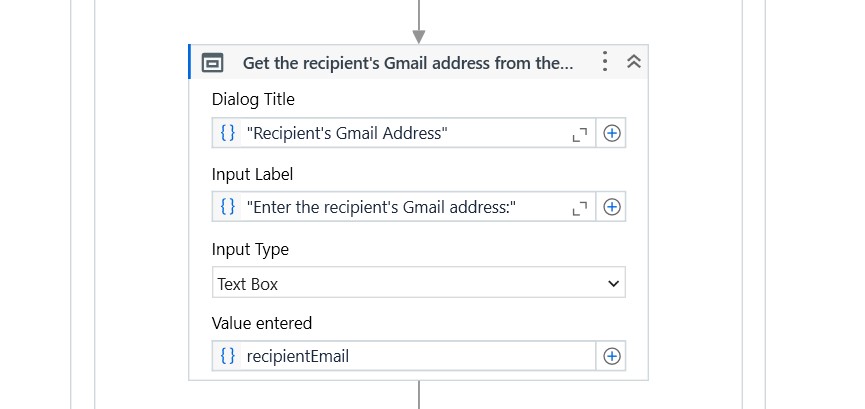 Get the recipient's Gmail address from the...
Dialog Title
{} "Recipient's Gmail Address"
Input Label
{} "Enter the recipient's Gmail address:"
Input Type
Text Box
Value entered
{} recipientEmail